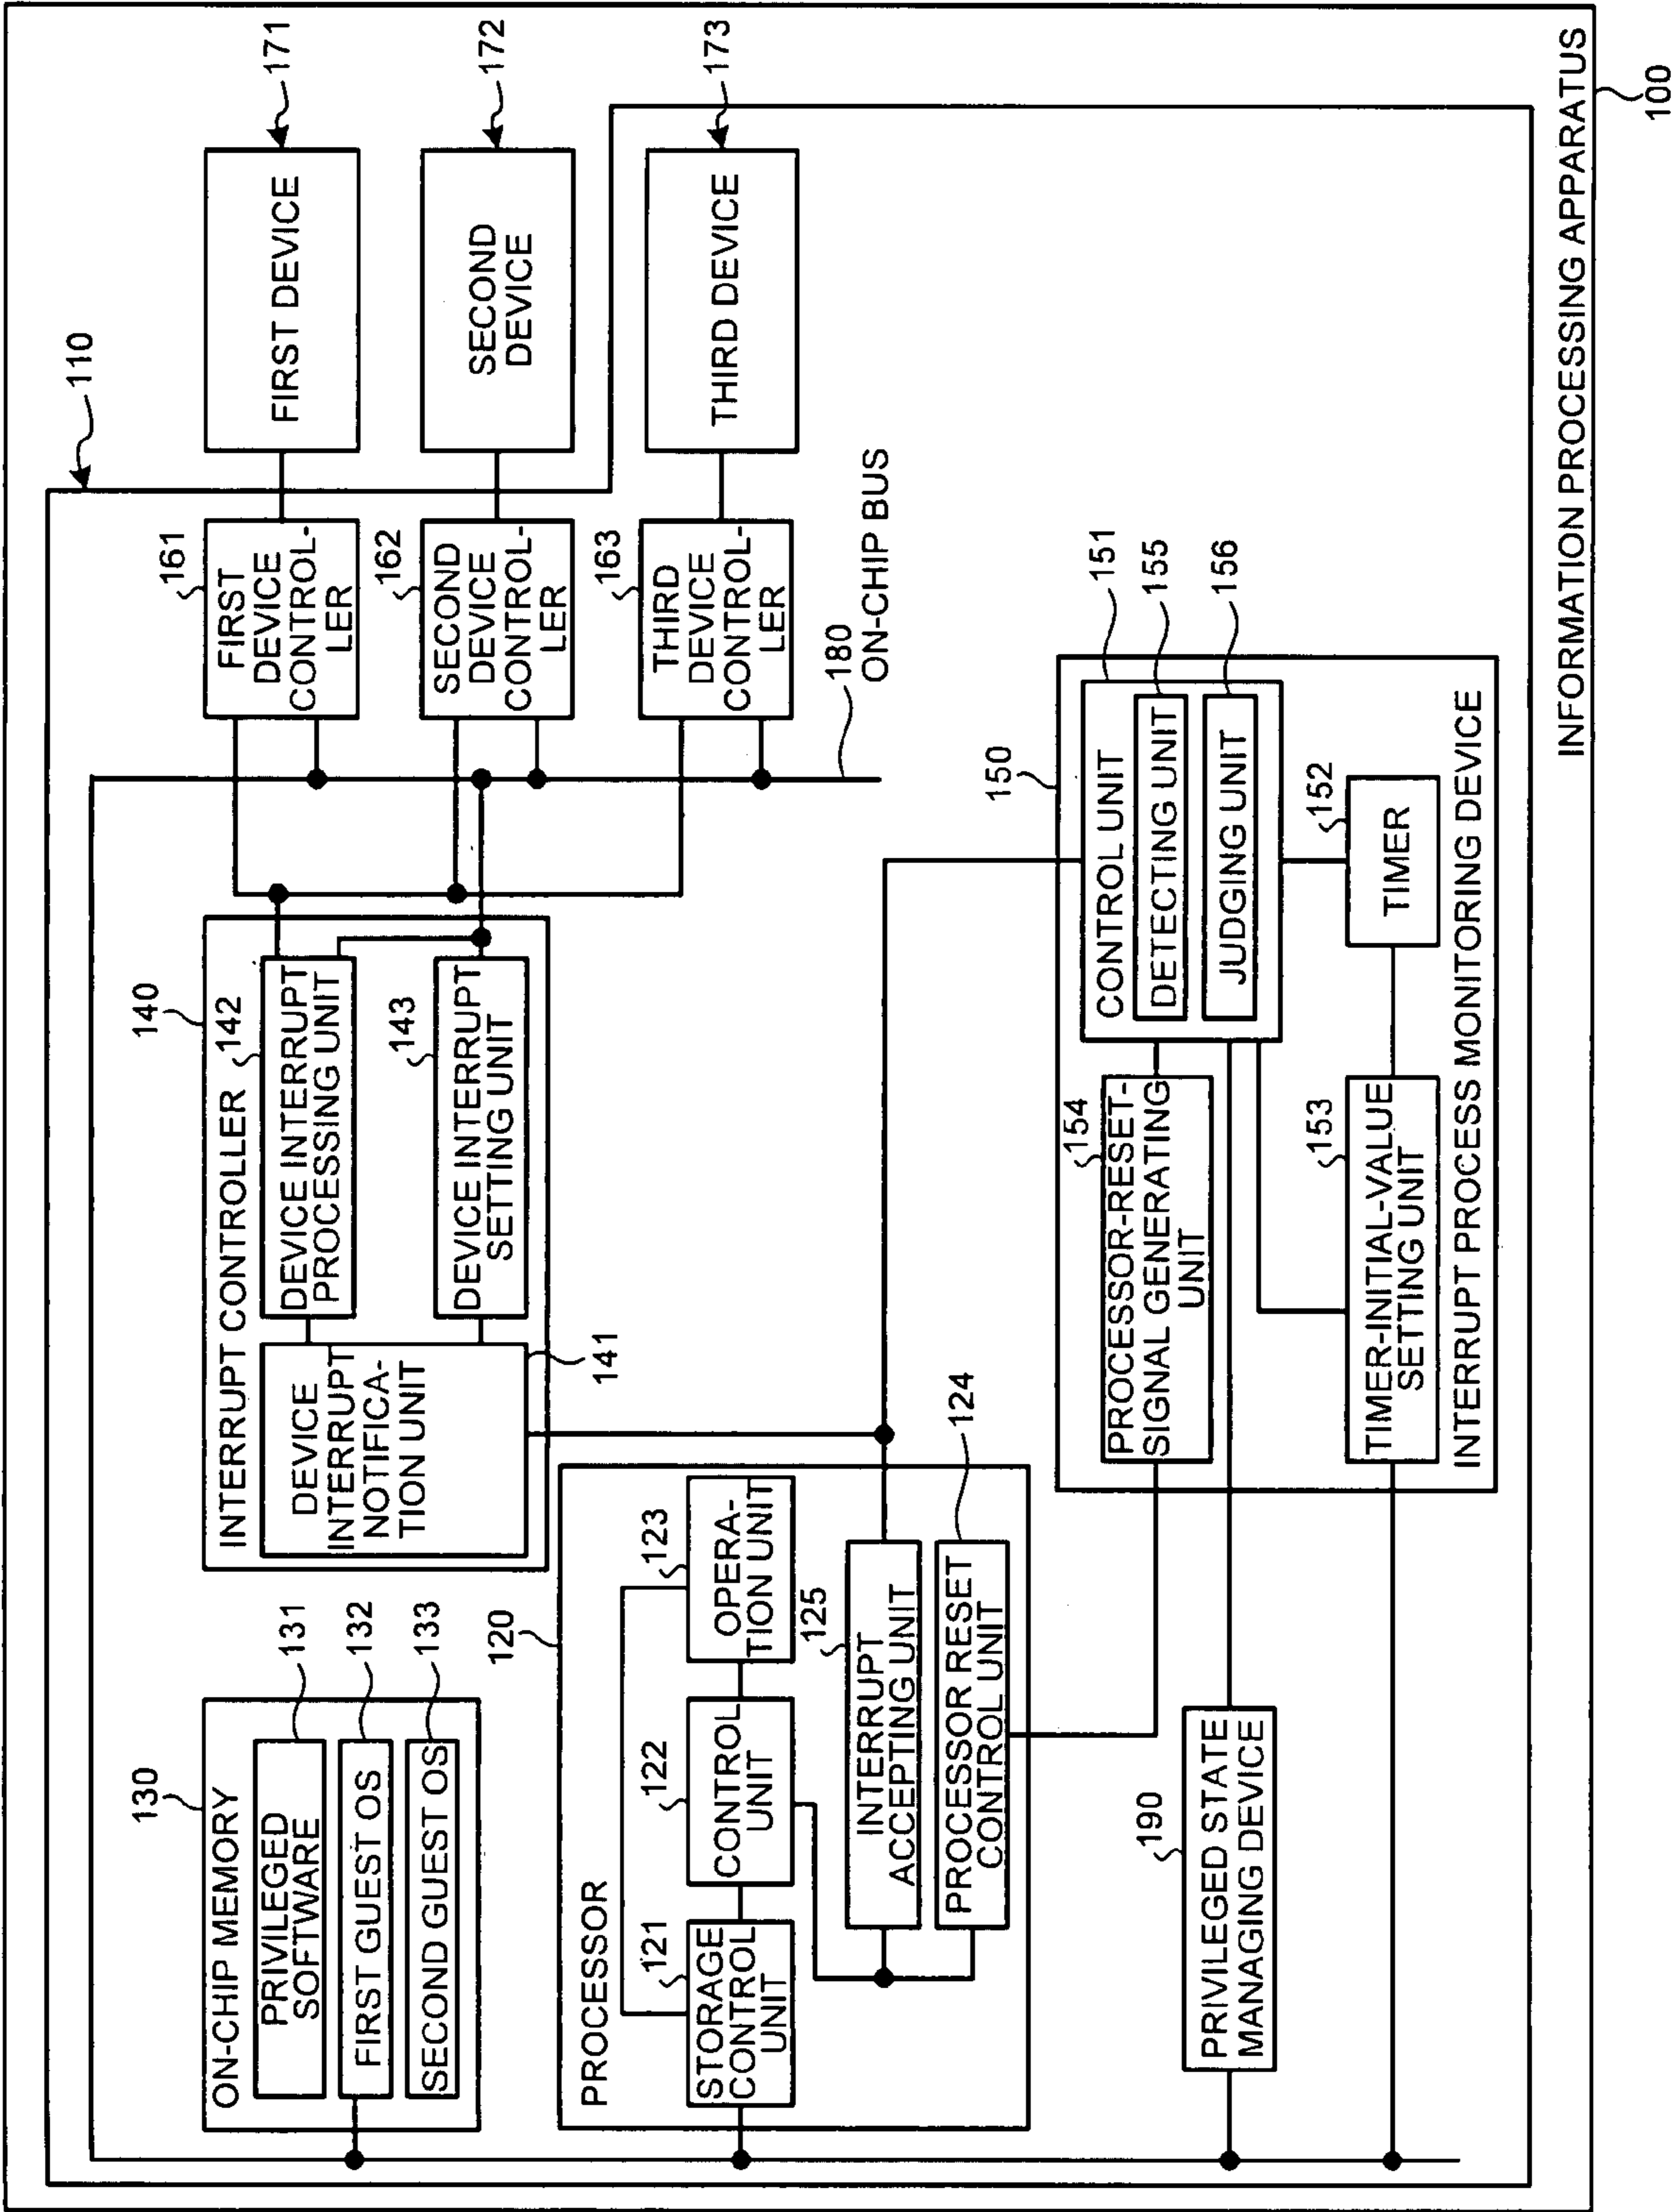 110
171
FIRST DEVICE
172
SECOND
DEVICE
173
THIRD DEVICE
161
FIRST
DEVICE
CONTROL-
LER
162
SECOND
DEVICE
CONTROL-
LER
163
THIRD
DEVICE
CONTROL-
LER
180
ON-CHIP BUS
140
INTERRUPT CONTROLLER
142
DEVICE INTERRUPT
PROCESSING UNIT
143
DEVICE INTERRUPT
SETTING UNIT
141
DEVICE
INTERRUPT
NOTIFICA-
TION UNIT
130
ON-CHIP MEMORY
131
PRIVILEGED
SOFTWARE
132
FIRST GUEST OS
133
SECOND GUEST OS
120
PROCESSOR
121
STORAGE
CONTROL
UNIT
122
CONTROL
UNIT
123
OPERA-
TION UNIT
125
INTERRUPT
ACCEPTING UNIT
124
PROCESSOR RESET
CONTROL UNIT
150
151
CONTROL UNIT
155
DETECTING UNIT
156
JUDGING UNIT
154
PROCESSOR-RESET-
SIGNAL GENERATING
UNIT
152
TIMER
153
TIMER-INITIAL-VALUE
SETTING UNIT
INTERRUPT PROCESS MONITORING DEVICE
190
PRIVILEGED STATE
MANAGING DEVICE
INFORMATION PROCESSING APPARATUS
100